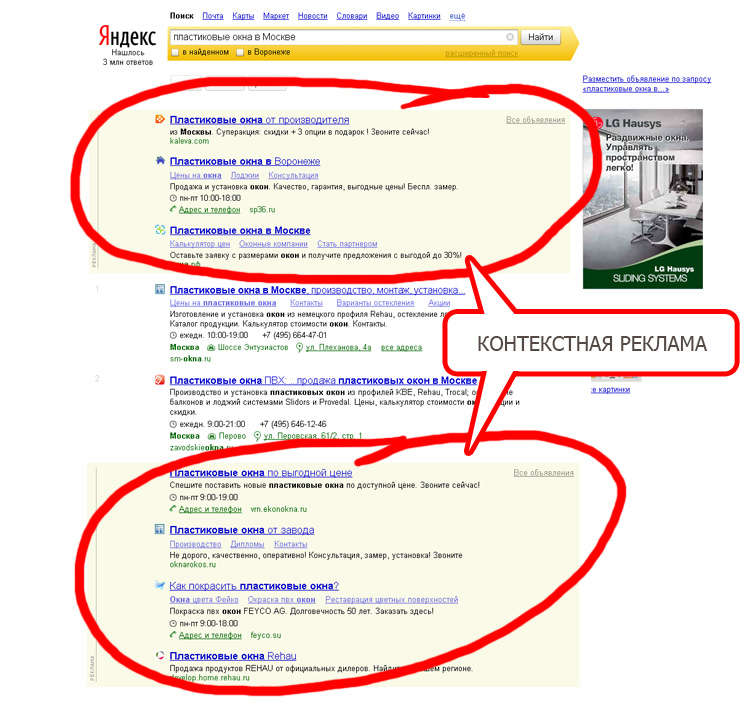 Поиск Почта Карты Маркет Новости Словари Видео Картинки ещё
Яндекс
Нашлось
3 млн ответов
пластиковые окна в Москве
Найти
в найденном в Воронеже
расширенный поиск
Разместить объявление по запросу
«пластиковые окна в...»
Пластиковые окна от производителя
Все объявления
из Москвы. Суперакция: скидки + 3 опции в подарок ! Звоните сейчас!
kaleva.com
Пластиковые окна в Воронеже
Цены на окна Лоджии Консультация
Продажа и установка окон. Качество, гарантия, выгодные цены! Беспл. замер.
пн-пт 10:00-18:00
Адрес и телефон sp36.ru
Пластиковые окна в Москве
Калькулятор цен Оконные компании Стать партнером
Оставьте заявку с размерами окон и получите предложения с выгодой до 30%!
РЕКЛАМА
LG Hausys
Раздвижные окна.
Управлять
пространством
легко!
LG Hausys
SLIDING SYSTEMS
1
Пластиковые окна в Москве, производство, монтаж, установка...
Цены на пластиковые окна Контакты Варианты остекления Акции
Изготовление и установка окон из немецкого профиля Rehau, остекление
Каталог продукции. Калькулятор стоимости окон. Контакты.
ежедн. 10:00-19:00 +7 (495) 664-47-01
Москва Шоссе Энтузиастов ул. Плеханова, 4а все адреса
sm-okna.ru
КОНТЕКСТНАЯ РЕКЛАМА
2
Пластиковые окна ПВХ: .. продажа пластиковых окон в Москве
Производство и установка пластиковых окон из профилей KBE, Rehau, Trocal;
балконов и лоджий системами Slidors и Provedal. Цены, калькулятор стоимости и
скидки.
ежедн. 9:00-21:00 +7 (495) 646-12-46
Москва Перово ул. Перовская, 61/2, стр. 1
zavodskieokna.ru
картинки
Пластиковые окна по выгодной цене
Все объявления
Спешите поставить новые пластиковые окна по доступной цене. Звоните сейчас!
пн-пт 9:00-19:00
Адрес и телефон vrn.ekonokna.ru
Пластиковые окна от завода
Производство Дипломы Контакты
Не дорого, качественно, оперативно! Консультация, замер, установка! Звоните
oknarokos.ru
Как покрасить пластиковые окна?
Окна цвета Фейко Окраска пвх окон Реставрация цветных поверхностей
Покраска пвх окон FEYCO AG. Долговечность 50 лет. Заказать здесь!
пн-пт 9:00-18:00
Адрес и телефон feyco.su
Пластиковые окна Rehau
Продажа продуктов REHAU от официальных дилеров. регионе.
develop.home.rehau.ru
РЕКЛАМА